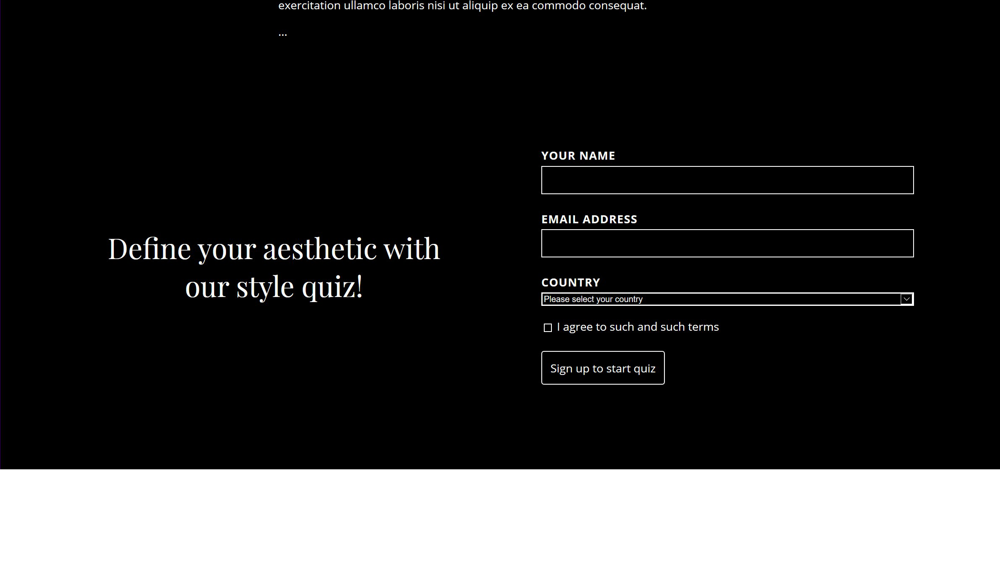 exercitation ullamco laboris nisi ut aliquip ex ea commodo consequat.
...
Define your aesthetic with
our style quiz!
YOUR NAME
EMAIL ADDRESS
COUNTRY
Please select your country
I agree to such and such terms
Sign up to start quiz